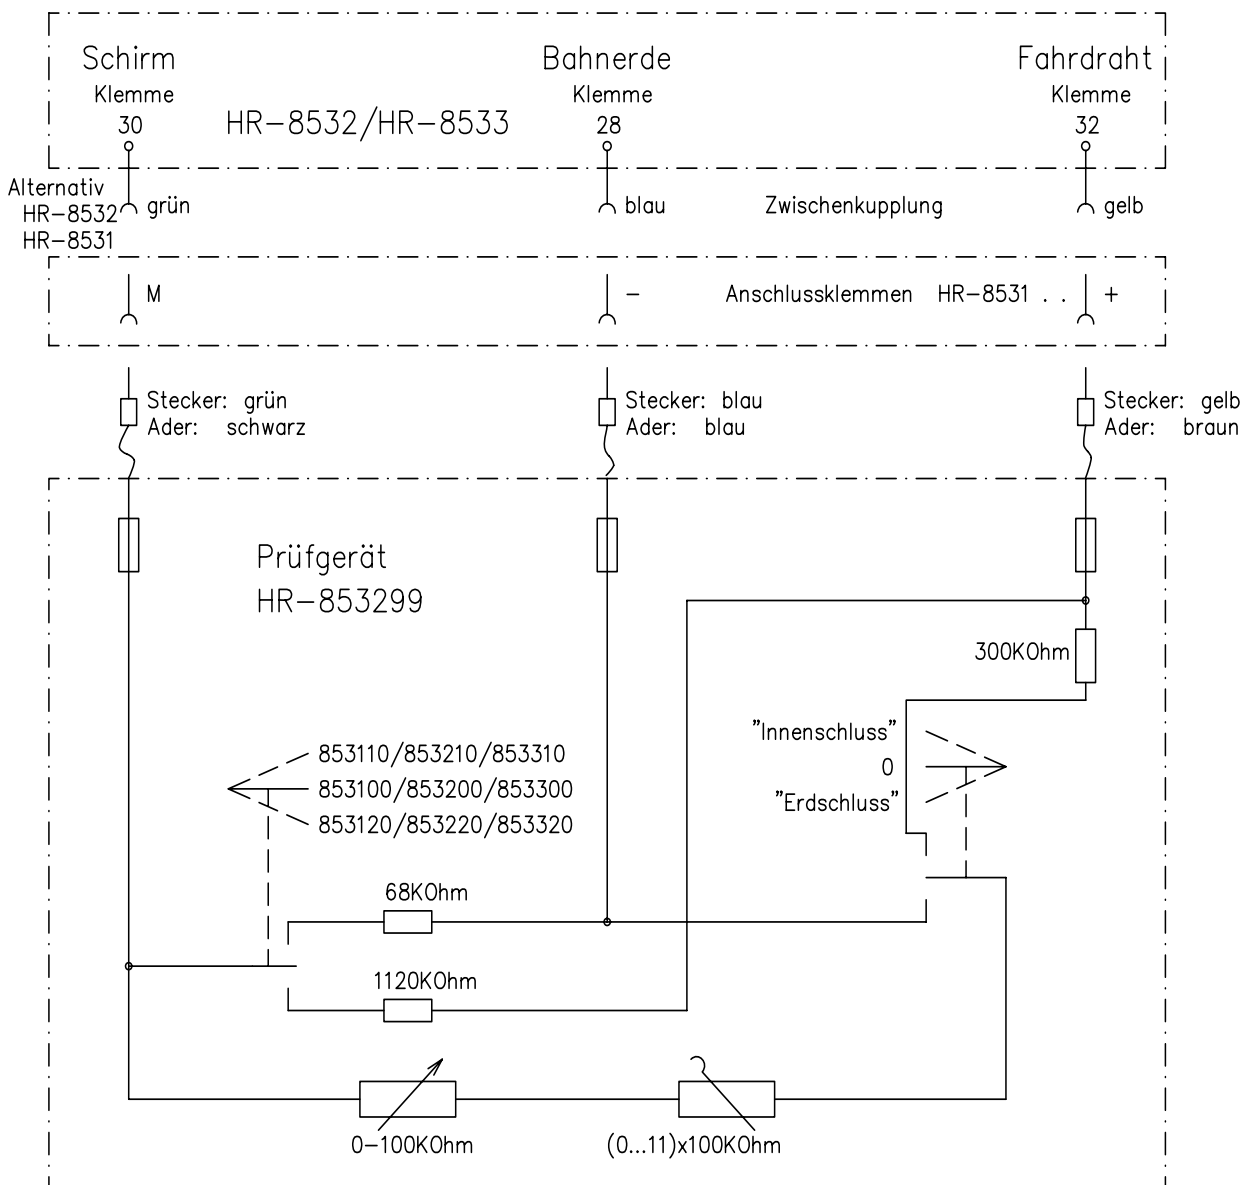 Schirm
Klemme
30
Bahnerde
Klemme
28
Fahrdraht
Klemme
32
HR-8532/HR-8533
Alternativ
HR-8532
HR-8531
grün
blau
Zwischenkupplung
gelb
M
-
Anschlussklemmen HR-8531 . .
+
Stecker: grün
Ader: schwarz
Stecker: blau
Ader: blau
Stecker: gelb
Ader: braun
Prüfgerät
HR-853299
300KOhm
"Innenschluss"
0
"Erdschluss"
853110/853210/853310
853100/853200/853300
853120/853220/853320
68KOhm
1120KOhm
0-100KOhm
(0...11)x100KOhm